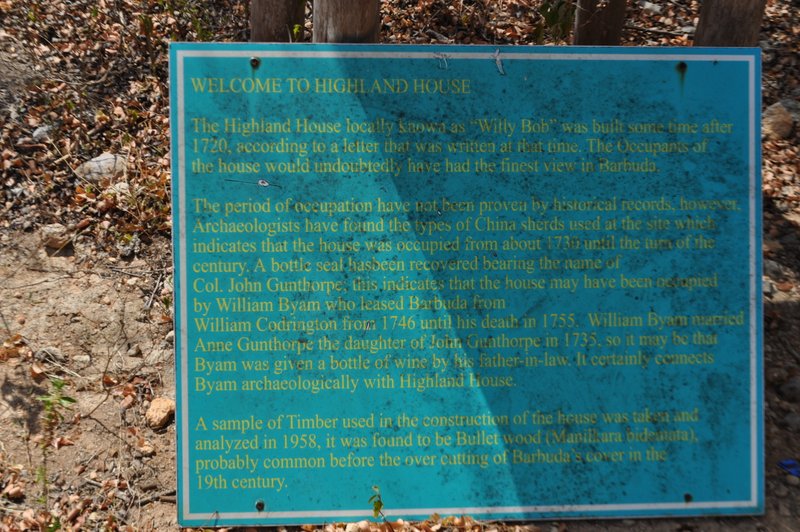 WELCOME TO HIGHLAND HOUSE
The Highland House locally known as "Willy Bob" was built some time after
1720, according to a letter that was written at that time. The Occupants of
the house would undoubtedly have had the finest view in Barbuda.
The period of occupation have not been proven by historical records, however,
Archaeologists have found the types of China sherds used at the site which
indicates that the house was occupied from about 1730 until the turn of the
century. A bottle seal hasbeen recovered bearing the name of
Col. John Gunthorpe; this indicates that the house may have been occupied
by William Byam who leased Barbuda from
William Codrington from 1746 until his death in 1755. William Byam married
Anne Gunthorpe the daughter of John Gunthorpe in 1735, so it may be that
Byam was given a bottle of wine by his father-in-law. It certainly connects
Byam archaeologically with Highland House.
A sample of Timber used in the construction of the house was taken and
analyzed in 1958, it was found to be Bullet wood (Manilkara bidentata),
probably common before the over cutting of Barbuda's cover in the
19th century.